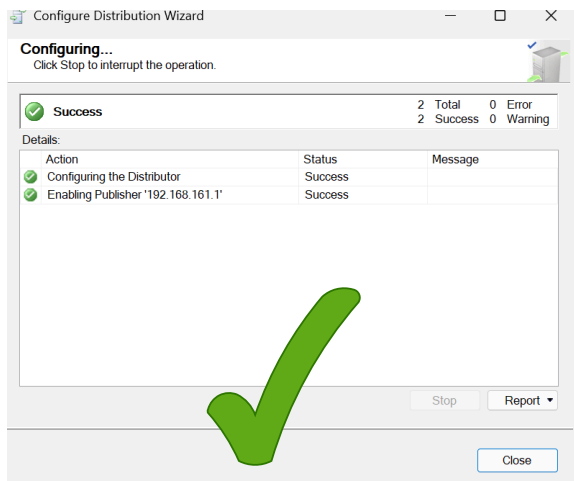 Configure Distribution Wizard
Configuring...
Click Stop to interrupt the operation.
Success
2 Total 0 Error
2 Success 0 Warning
Details:
Action Status Message
Configuring the Distributor Success
Enabling Publisher '192.168.161.1' Success
Stop Report
Close